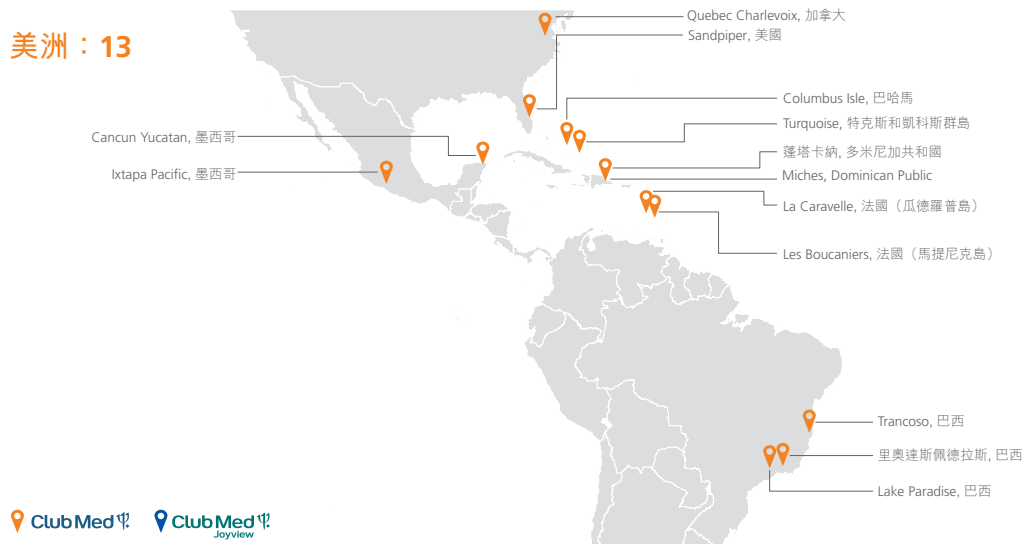 美洲：13
Quebec Charlevoix, 加拿大
Sandpiper, 美國
Columbus Isle, 巴哈馬
Turquoise, 特克斯和凱科斯群島
蓬塔卡納, 多米尼加共和國
Miches, Dominican Public
La Caravelle, 法國（瓜德羅普島）
Les Boucaniers, 法國（馬提尼克島）
Cancun Yucatan, 墨西哥
Ixtapa Pacific, 墨西哥
Trancoso, 巴西
里奧達斯佩德拉斯, 巴西
Lake Paradise, 巴西
Club Med
Club Med
Joyview